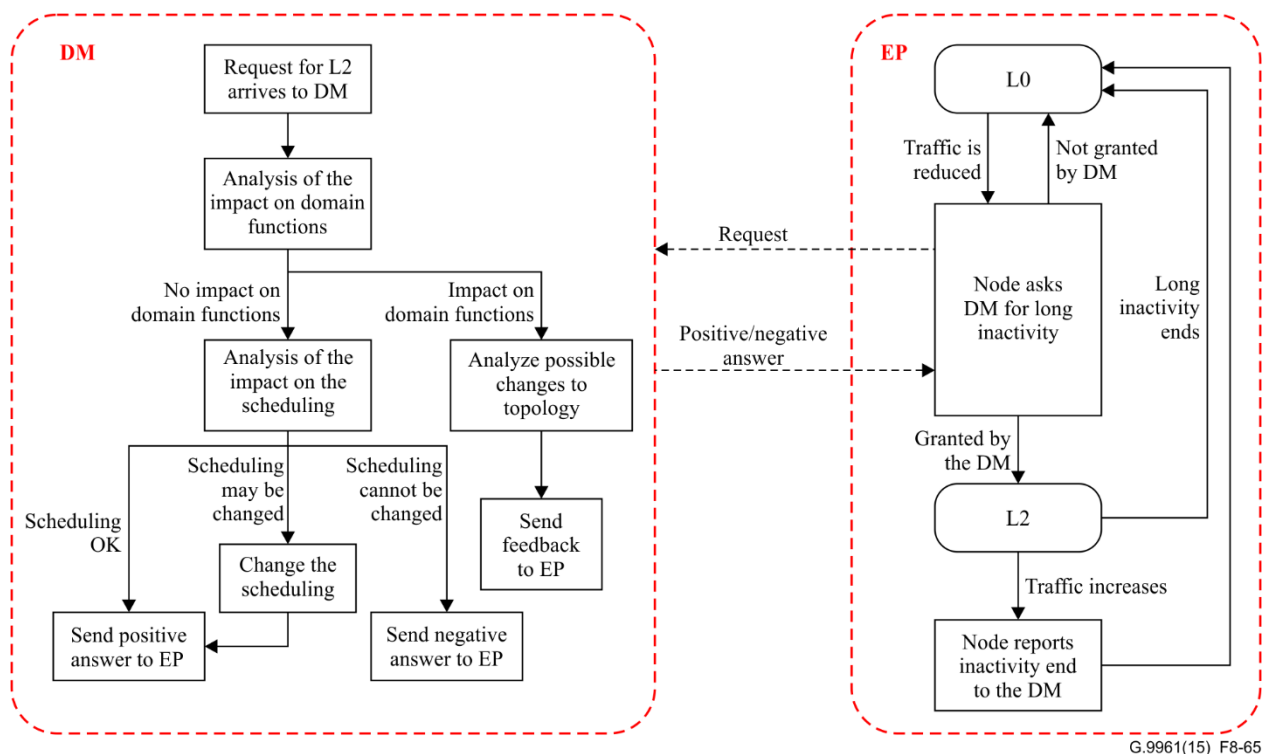 DM
Request for L2
arrives to DM
Analysis of the
impact on domain
functions
No impact on
domain functions
Impact on
domain functions
Analysis of the
impact on the
scheduling
Analyze possible
changes to
topology
Scheduling
OK
Scheduling
may be
changed
Scheduling
cannot be
changed
Change the
scheduling
Send
feedback
to EP
Send positive
answer to EP
Send negative
answer to EP
Request
Positive/negative
answer
EP
L0
Traffic is
reduced
Not granted
by DM
Node asks
DM for long
inactivity
Long
inactivity
ends
Granted by
the DM
L2
Traffic increases
Node reports
inactivity end
to the DM
G.9961(15)_F8-65